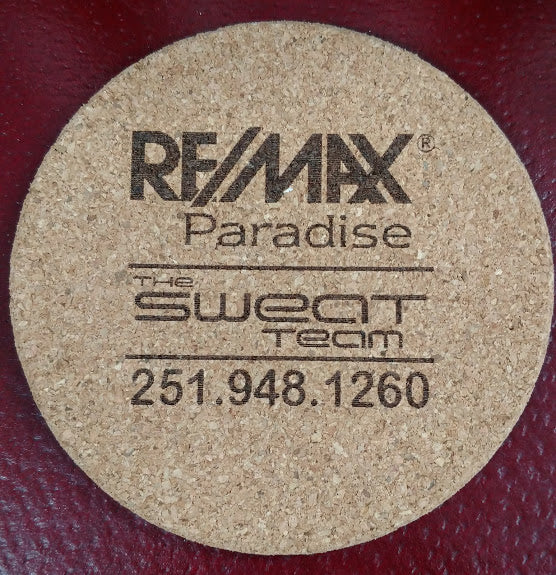 RE/MAX®
Paradise
THE
SWEAT
TEAM
251.948.1260